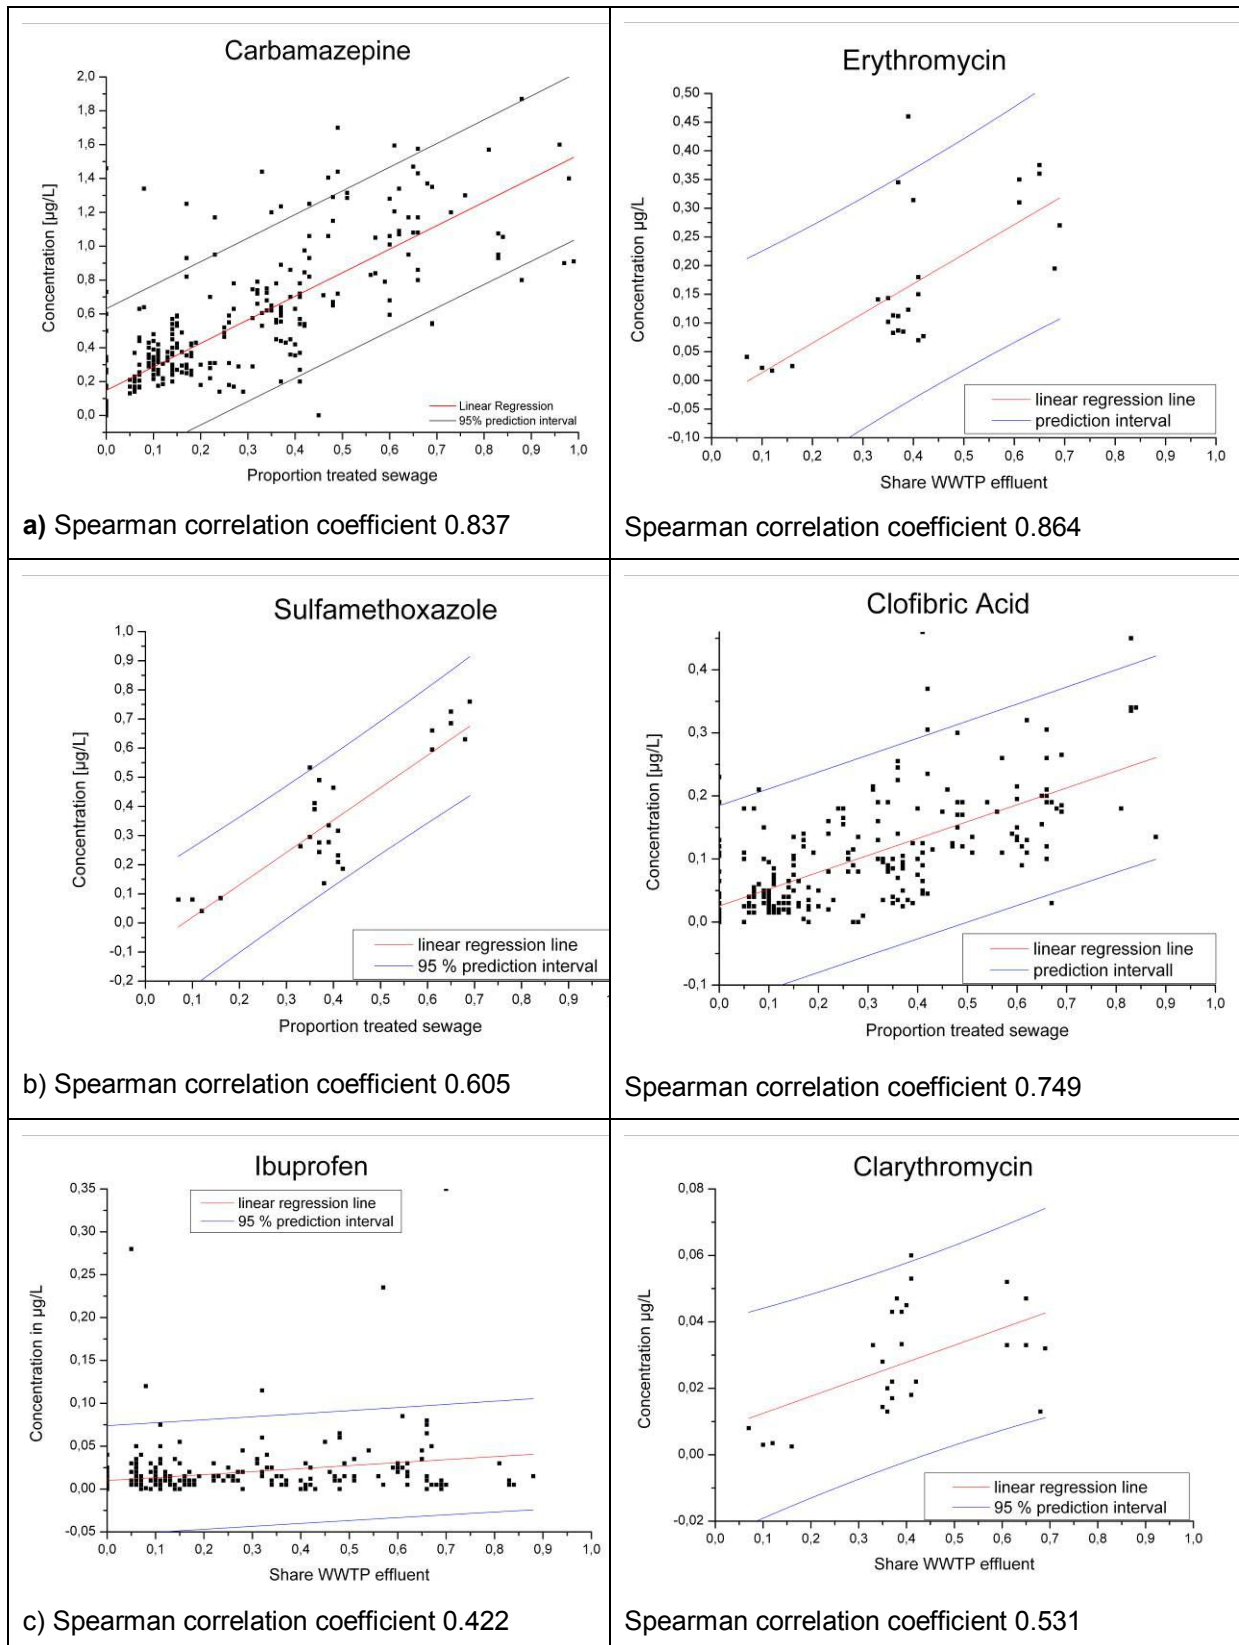 Carbamazepine
2,0
1,8
1,6
1,4
1,2
1,0
0,8
0,6
0,4
0,2
0,0
Concentration [µg/L]
Linear Regression
95% prediction interval
0,0 0,1 0,2 0,3 0,4 0,5 0,6 0,7 0,8 0,9 1,0
Proportion treated sewage
a) Spearman correlation coefficient 0.837
Erythromycin
0,50
0,45
0,40
0,35
0,30
0,25
0,20
0,15
0,10
0,05
0,00
-0,05
-0,10
Concentration µg/L
linear regression line
prediction interval
0,0 0,1 0,2 0,3 0,4 0,5 0,6 0,7 0,8 0,9 1,0
Share WWTP effluent
Spearman correlation coefficient 0.864
Sulfamethoxazole
1,0
0,9
0,8
0,7
0,6
0,5
0,4
0,3
0,2
0,1
0,0
-0,1
-0,2
Concentration [µg/L]
linear regression line
95 % prediction interval
0,0 0,1 0,2 0,3 0,4 0,5 0,6 0,7 0,8 0,9 1,0
Proportion treated sewage
b) Spearman correlation coefficient 0.605
Clofibric Acid
0,4
0,3
0,2
0,1
0,0
-0,1
Concentration [µg/L]
linear regression line
prediction intervall
0,0 0,1 0,2 0,3 0,4 0,5 0,6 0,7 0,8 0,9 1,0
Proportion treated sewage
Spearman correlation coefficient 0.749
Ibuprofen
0,35
0,30
0,25
0,20
0,15
0,10
0,05
0,00
-0,05
Concentration in µg/L
linear regression line
95 % prediction interval
0,0 0,1 0,2 0,3 0,4 0,5 0,6 0,7 0,8 0,9 1,0
Share WWTP effluent
c) Spearman correlation coefficient 0.422
Clarythromycin
0,08
0,06
0,04
0,02
0,00
-0,02
Concentration µg/L
linear regression line
95 % prediction interval
0,0 0,1 0,2 0,3 0,4 0,5 0,6 0,7 0,8 0,9 1,0
Share WWTP effluent
Spearman correlation coefficient 0.531